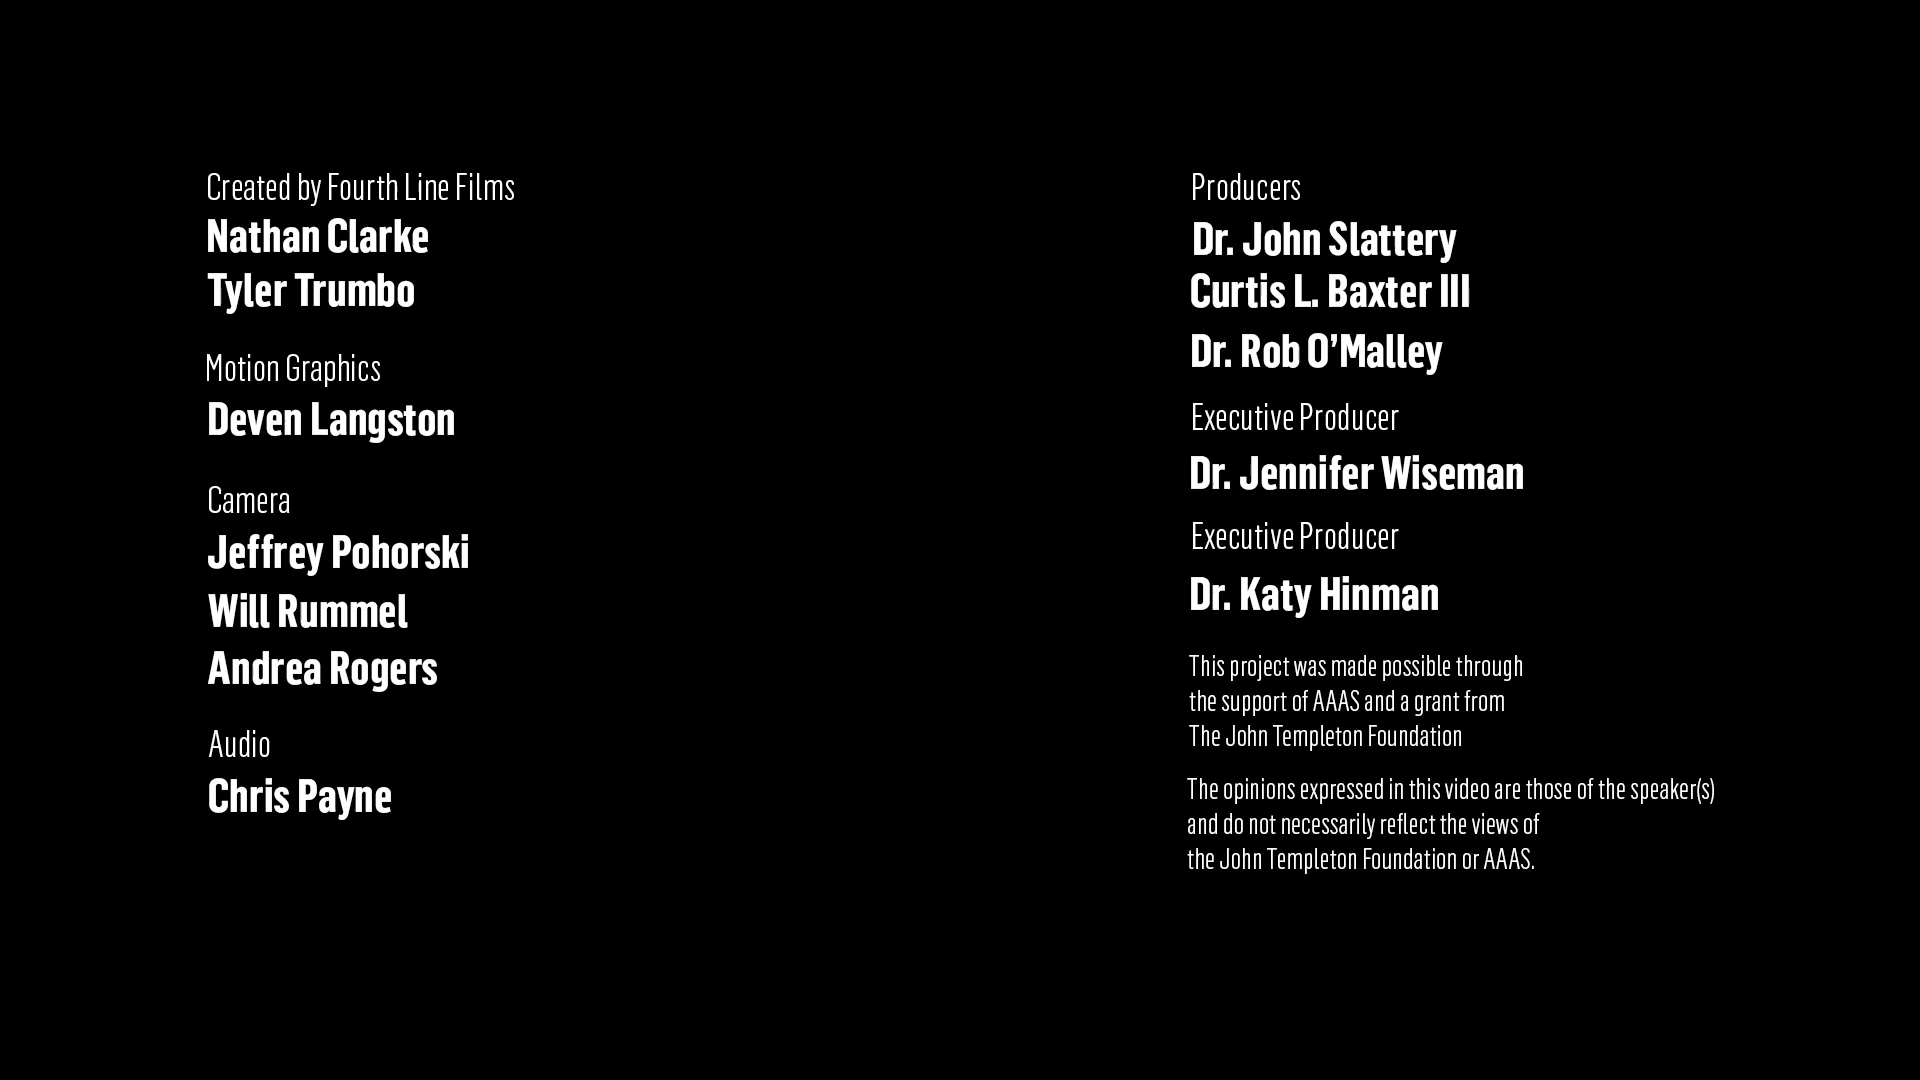 Created by Fourth Line Films
Nathan Clarke
Tyler Trumbo
Motion Graphics
Deven Langston
Camera
Jeffrey Pohorski
Will Rummel
Andrea Rogers
Audio
Chris Payne
Producers
Dr. John Slattery
Curtis L. Baxter III
Dr. Rob O’Malley
Executive Producer
Dr. Jennifer Wiseman
Executive Producer
Dr. Katy Hinman
This project was made possible through
the support of AAAS and a grant from
The John Templeton Foundation
The opinions expressed in this video are those of the speaker(s)
and do not necessarily reflect the views of
the John Templeton Foundation or AAAS.